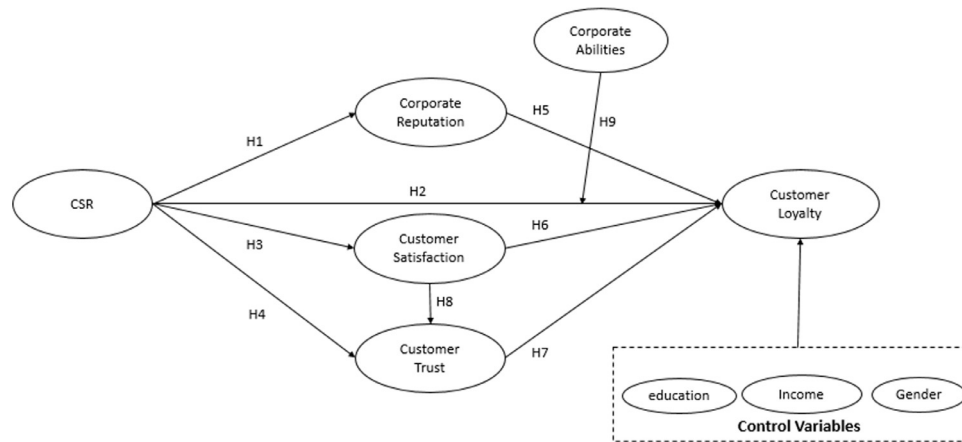 Corporate
Abilities
Corporate
Reputation
H5
H9
H1
CSR
H2
Customer
Loyalty
H3
Customer
Satisfaction
H6
H8
H4
Customer
Trust
H7
education
Income
Gender
Control Variables